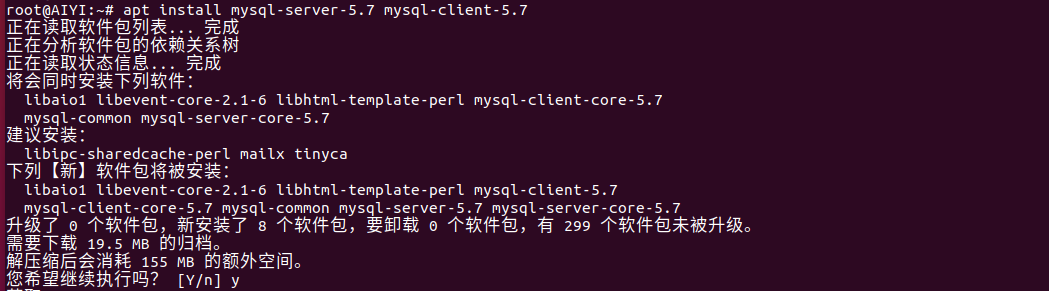 root@AIYI:~# apt install mysql-server-5.7 mysql-client-5.7
正在读取软件包列表... 完成
正在分析软件包的依赖关系树
正在读取状态信息... 完成
将会同时安装下列软件：
libaio1 libevent-core-2.1-6 libhtml-template-perl mysql-client-core-5.7
mysql-common mysql-server-core-5.7
建议安装：
libipc-sharedcache-perl mailx tinyca
下列【新】软件包将被安装：
libaio1 libevent-core-2.1-6 libhtml-template-perl mysql-client-5.7
mysql-client-core-5.7 mysql-common mysql-server-5.7 mysql-server-core-5.7
升级了 0 个软件包，新安装了 8 个软件包，要卸载 0 个软件包，有 299 个软件包未被升级。
需要下载 19.5 MB 的归档。
解压缩后会消耗 155 MB 的额外空间。
您希望继续执行吗？ [Y/n] y